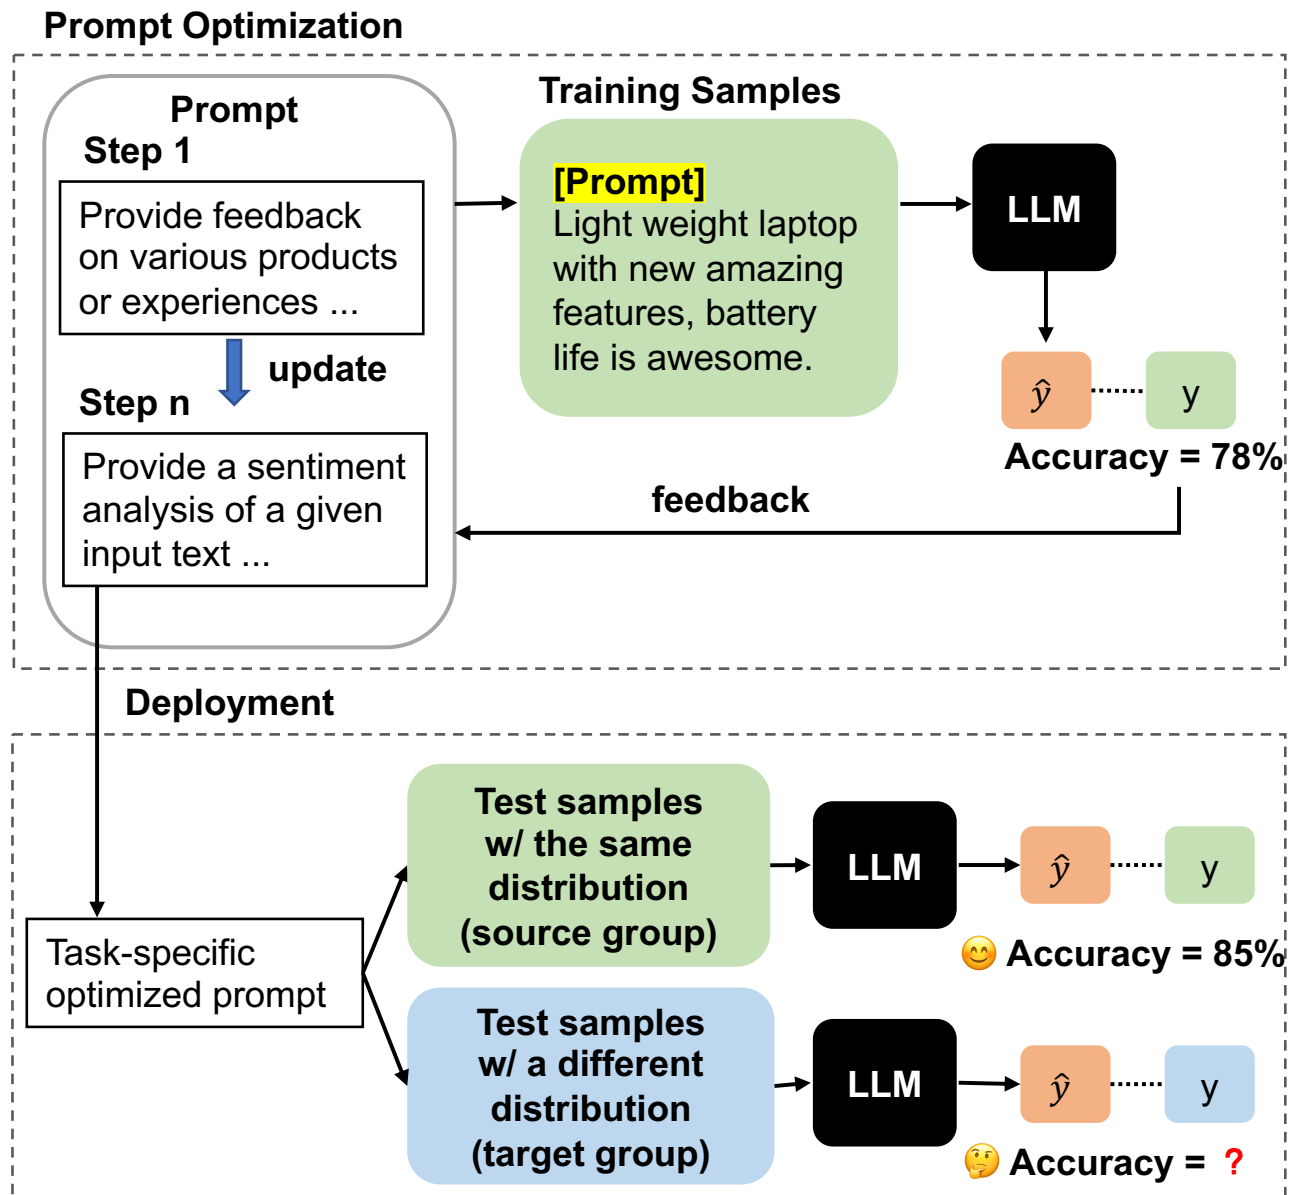 Prompt Optimization
Prompt
Step 1
Provide feedback
on various products
or experiences ...
update
Step n
Provide a sentiment
analysis of a given
input text ...
Training Samples
[Prompt]
Light weight laptop
with new amazing
features, battery
life is awesome.
LLM
ŷ
y
Accuracy = 78%
feedback
Deployment
Task-specific
optimized prompt
Test samples
w/ the same
distribution
(source group)
LLM
ŷ
y
😊 Accuracy = 85%
Test samples
w/ a different
distribution
(target group)
LLM
ŷ
y
🤔 Accuracy = ?